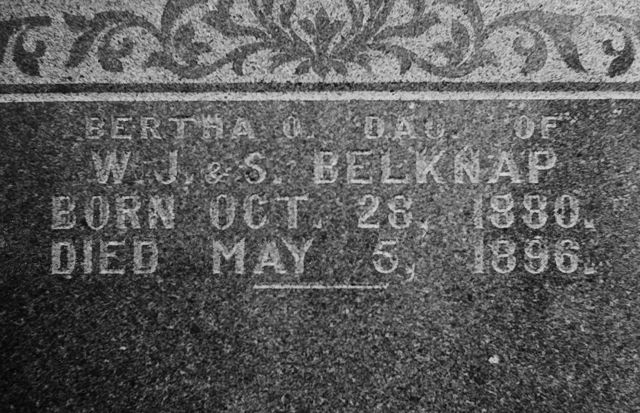 BERTHA O. DAU. OF
W. J. & S. BELKNAP
BORN OCT. 28, 1880.
DIED MAY 5, 1896.